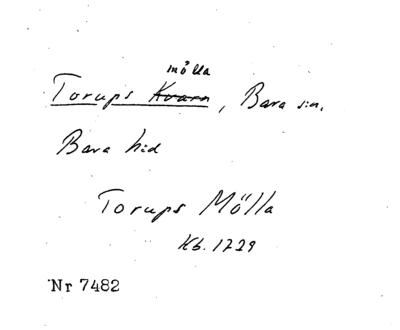 mölla
Torups Kvarn, Bara sn.
Bara hd
Torups Mölla
Kb. 1729
Nr 7482